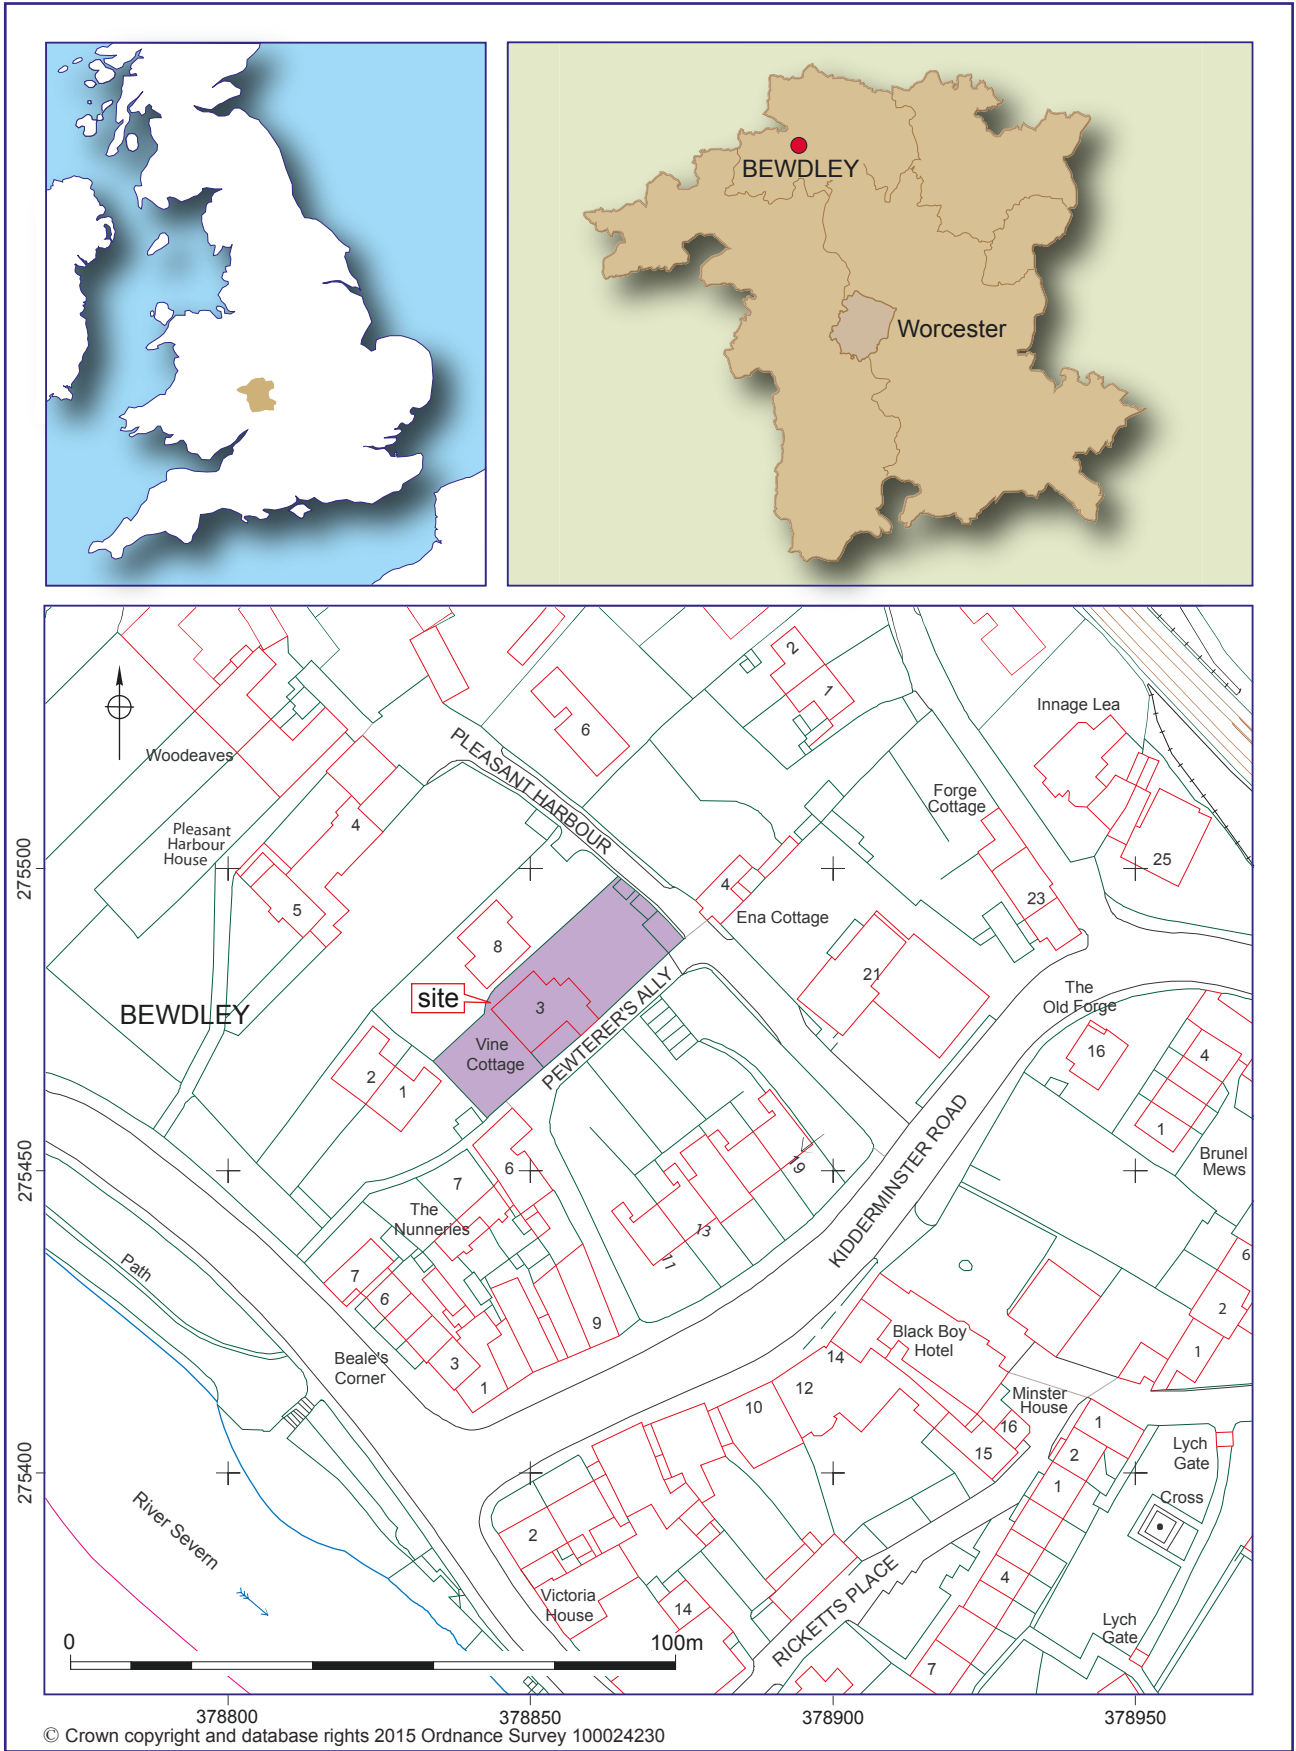 BEWDLEY
Worcester
2
1
Innage Lea
6
PLEASANT HARBOUR
Woodeaves
Forge
Cottage
Pleasant
Harbour
House
4
25
275500
4
23
5
Ena Cottage
8
21
site
3
The
Old Forge
BEWDLEY
PEWTERER'S ALLY
Vine
Cottage
16
4
2
1
1
KIDDERMINSTER ROAD
Brunel
Mews
275450
6
19
7
The
Nunneries
13
11
6
Path
7
6
2
9
Black Boy
Hotel
1
Beale's
Corner
3
14
1
12
Minster
House
10
16
1
15
2
Lych
Gate
1
275400
Cross
River Severn
2
4
Victoria
House
14
RICKETTS PLACE
Lych
Gate
0
100m
7
378800
378850
378900
378950
© Crown copyright and database rights 2015 Ordnance Survey 100024230